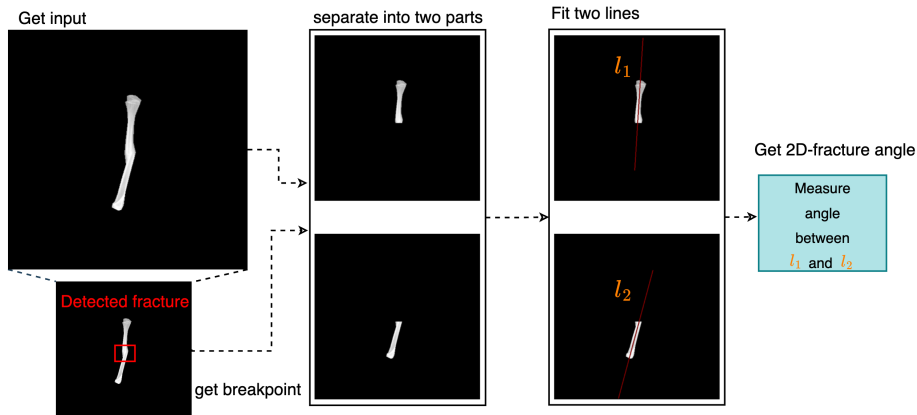 Get input
separate into two parts
Fit two lines
l1
Get 2D-fracture angle
Measure
angle
between
l1 and l2
l2
Detected fracture
get breakpoint